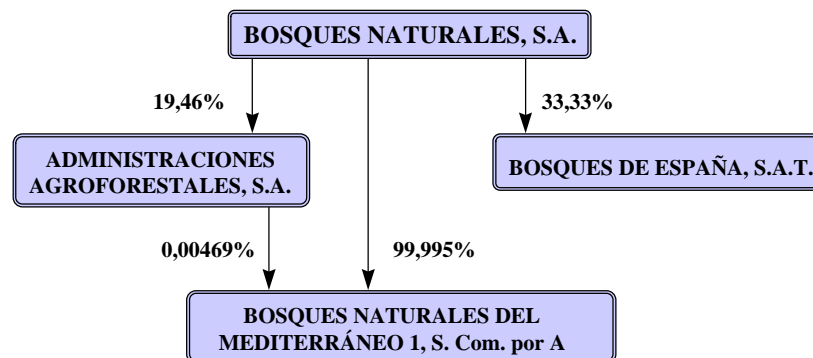 BOSQUES NATURALES, S.A.
19,46%
33,33%
ADMINISTRACIONES
AGROFORESTALES, S.A.
BOSQUES DE ESPAÑA, S.A.T.
0,00469%
99,995%
BOSQUES NATURALES DEL
MEDITERRÁNEO 1, S. Com. por A